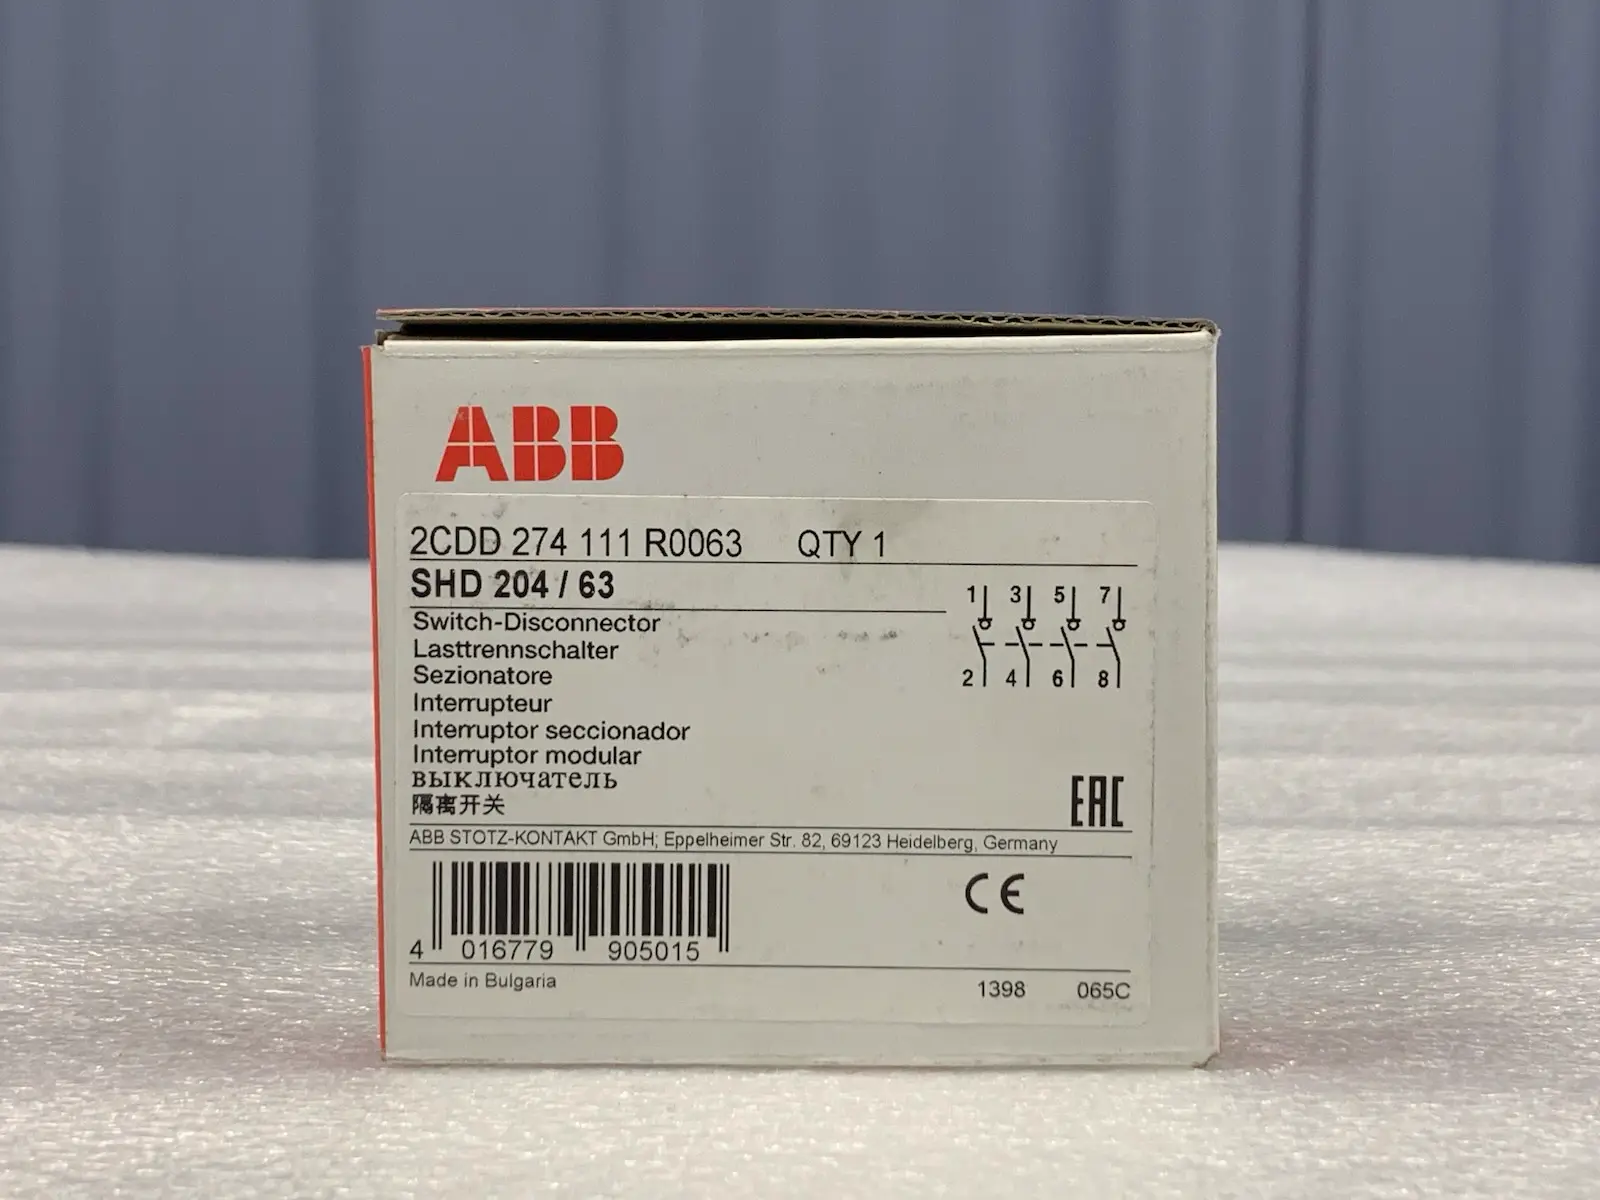 ABB
2CDD 274 111 R0063 QTY 1
SHD 204 / 63
1 3 5 7
Switch-Disconnector
Lasttrennschalter
Sezionatore
2 4 6 8
Interrupteur
Interruptor seccionador
Interruptor modular
выключатель
隔离开关
EAC
ABB STOTZ-KONTAKT GmbH; Eppelheimer Str. 82, 69123 Heidelberg, Germany
CE
4 016779 905015
Made in Bulgaria
1398 065C